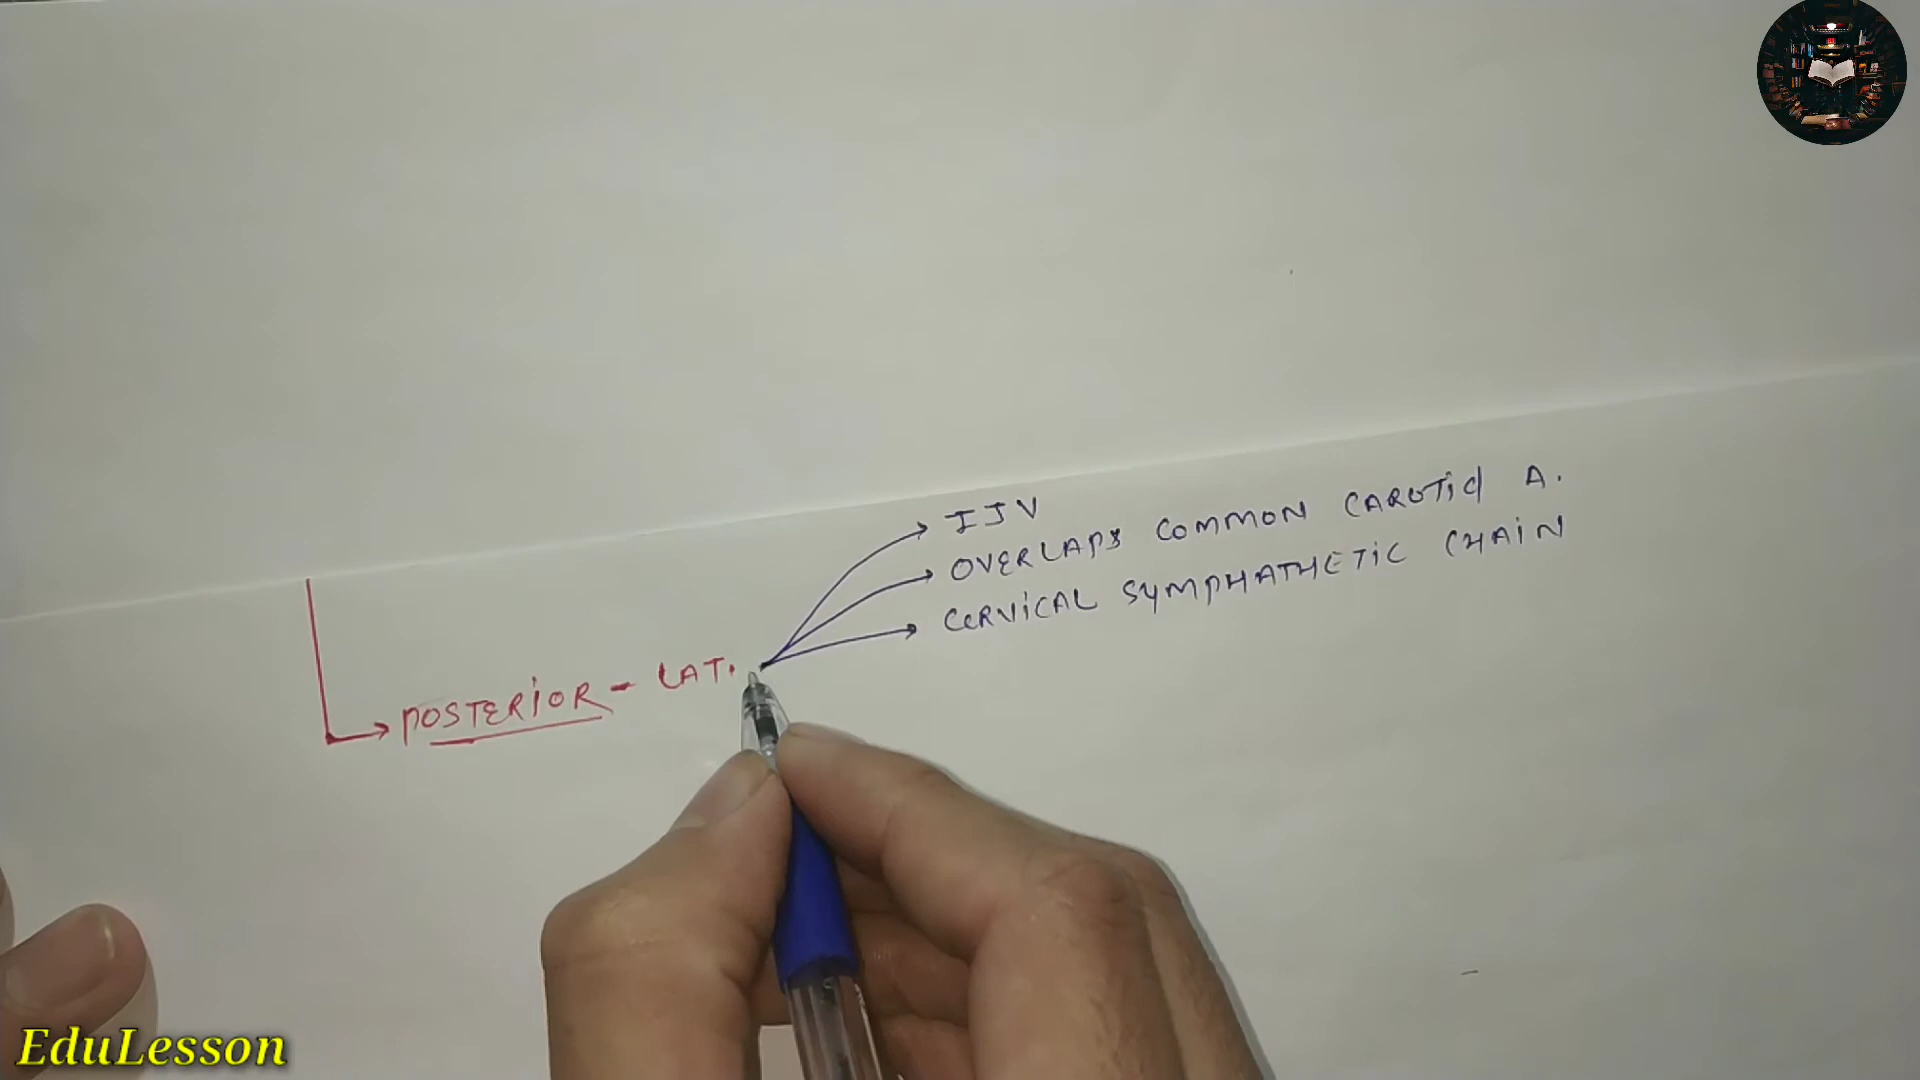 IJV
OVERLAPS COMMON CAROTID A.
CERVICAL SYMPHATHETIC CHAIN
POSTERIOR - LAT.
EduLesson